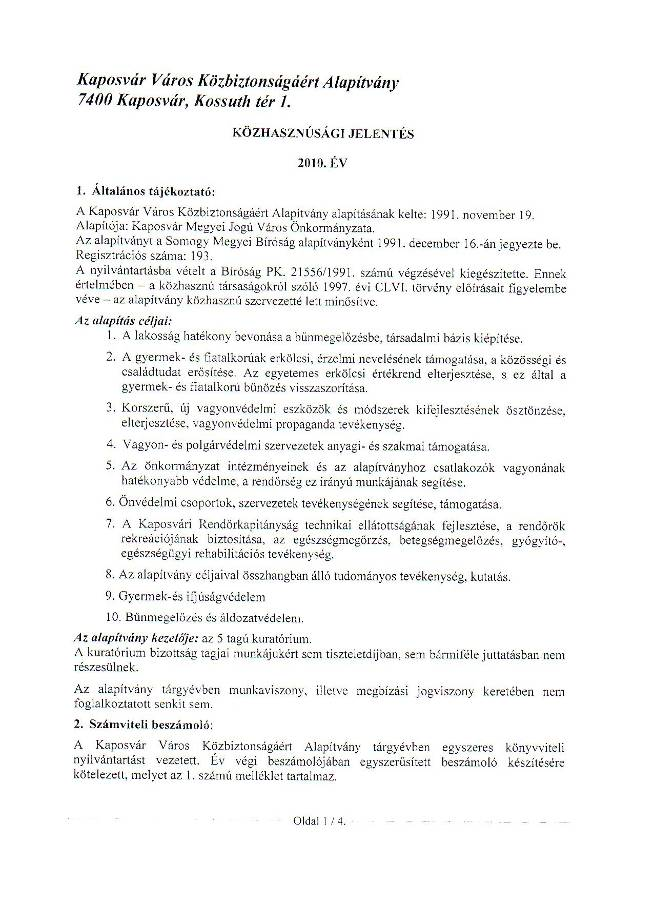 Kaposvár Város Közbiztonságáért Alapítvány
7400 Kaposvár, Kossuth tér 1.
KÖZHASZNÚSÁGI JELENTÉS
2010. ÉV
1. Általános tájékoztató:
A Kaposvár Város Közbiztonságáért Alapítvány alapításának kelte: 1991. november 19.
Alapítója: Kaposvár Megyei Jogú Város Önkormányzata.
Az alapítványt a Somogy Megyei Bíróság alapítványként 1991. december 16.-án jegyezte be.
Regisztrációs száma: 193.
A nyilvántartásba vételt a Bíróság PK. 21556/1991. számú végzésével kiegészítette. Ennek
értelmében – a közhasznú társaságokról szóló 1997. évi CLVI. törvény előírásait figyelembe
véve – az alapítvány közhasznú szervezetté lett minősítve.
Az alapítás céljai:
1. A lakosság hatékony bevonása a bűnmegelőzésbe, társadalmi bázis kiépítése.
2. A gyermek- és fiatalkorúak erkölcsi, érzelmi nevelésének támogatása, a közösségi és
családtudat erősítése. Az egyetemes erkölcsi értékrend elterjesztése, s ez által a
gyermek- és fiatalkorú bűnözés visszaszorítása.
3. Korszerű, új vagyonvédelmi eszközök és módszerek kifejlesztésének ösztönzése,
elterjesztése, vagyonvédelmi propaganda tevékenység.
4. Vagyon- és polgárvédelmi szervezetek anyagi- és szakmai támogatása.
5. Az önkormányzat intézményeinek és az alapítványhoz csatlakozók vagyonának
hatékonyabb védelme, a rendőrség ez irányú munkájának segítése.
6. Önvédelmi csoportok, szervezetek tevékenységének segítése, támogatása.
7. A Kaposvári Rendőrkapitányság technikai ellátottságának fejlesztése, a rendőrök
rekreációjának biztosítása, az egészségmegőrzés, betegségmegelőzés, gyógyító-,
egészségügyi rehabilitációs tevékenység.
8. Az alapítvány céljaival összhangban álló tudományos tevékenység, kutatás.
9. Gyermek-és ifjúságvédelem
10. Bűnmegelőzés és áldozatvédelem.
Az alapítvány kezelője: az 5 tagú kuratórium.
A kuratórium bizottság tagjai munkájukért sem tiszteletdíjban, sem bármiféle juttatásban nem
részesülnek.
Az alapítvány tárgyévben munkaviszony, illetve megbízási jogviszony keretében nem
foglalkoztatott senkit sem.
2. Számviteli beszámoló:
A Kaposvár Város Közbiztonságáért Alapítvány tárgyévben egyszeres könyvviteli
nyilvántartást vezetett. Év végi beszámolójában egyszerűsített beszámoló készítésére
kötelezett, melyet az 1. számú melléklet tartalmaz.
Oldal 1 / 4.